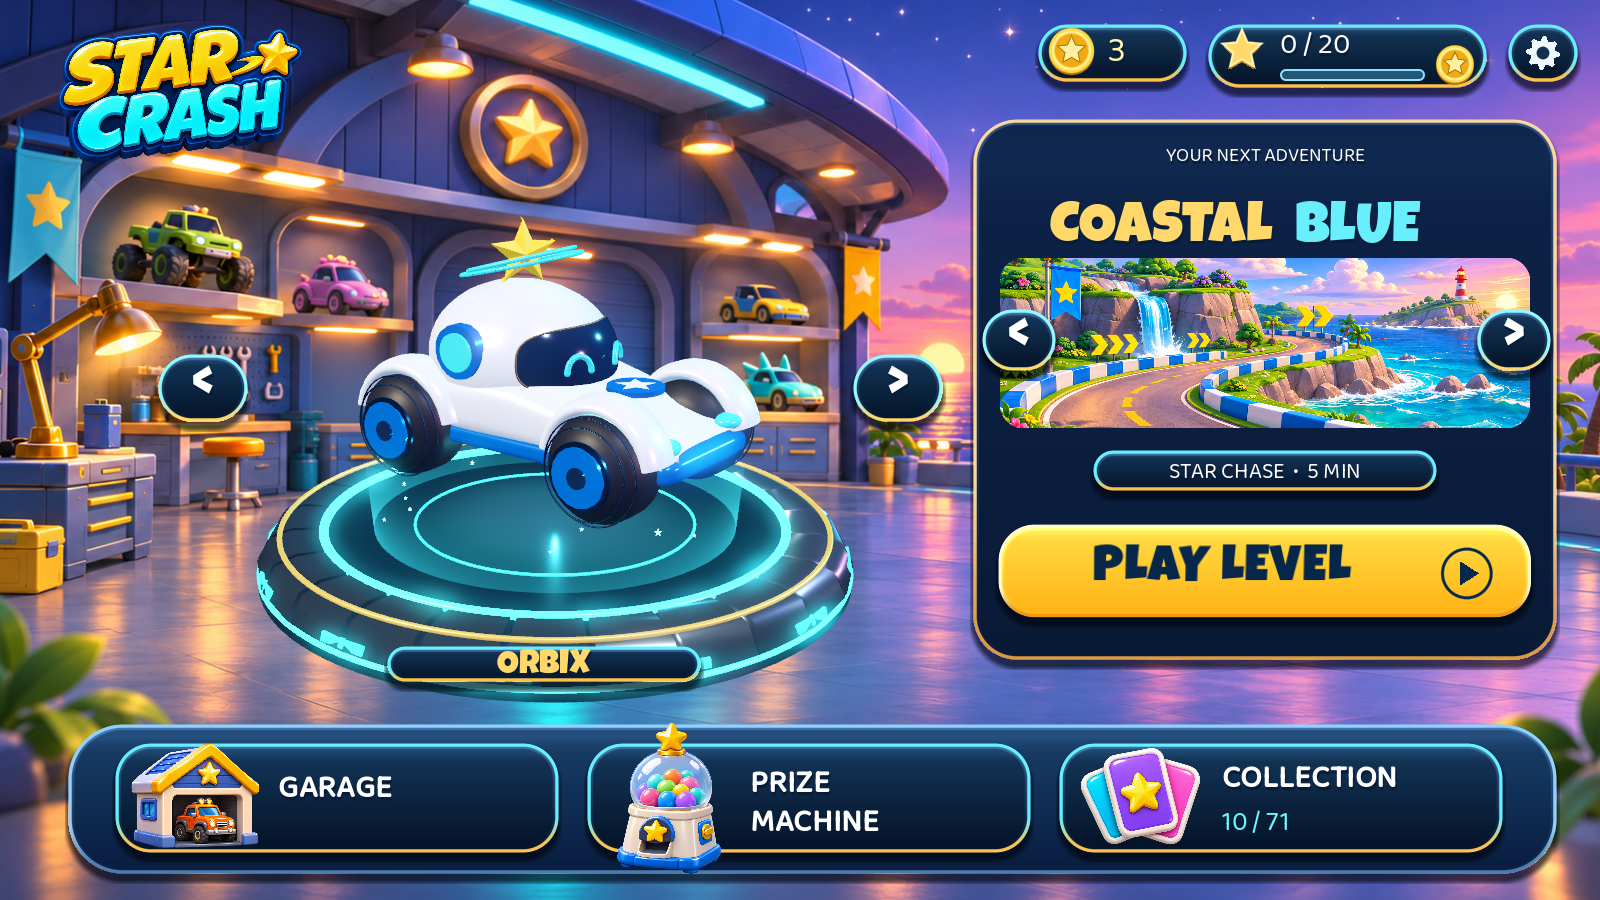 STAR
CRASH
3
0 / 20
YOUR NEXT ADVENTURE
COASTAL BLUE
< >
STAR CHASE • 5 MIN
PLAY LEVEL
< >
ORBIX
GARAGE
PRIZE
MACHINE
COLLECTION
10 / 71